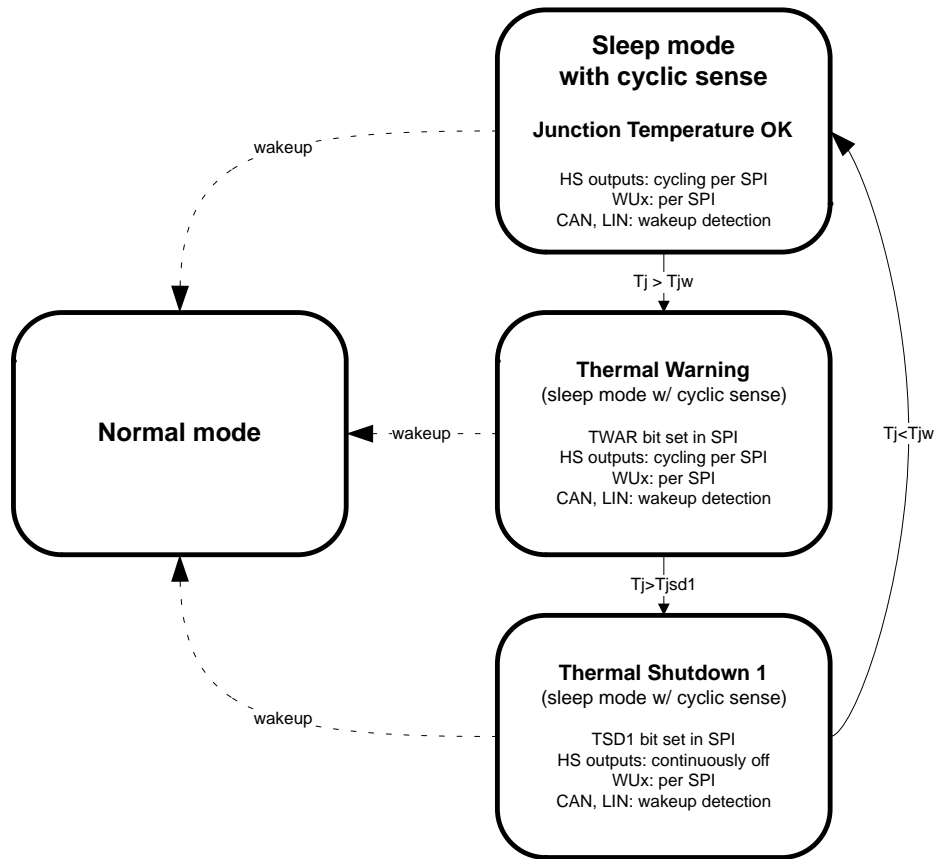 Sleep mode
with cyclic sense
Junction Temperature OK
HS outputs: cycling per SPI
WUx: per SPI
CAN, LIN: wakeup detection
wakeup
Tj > Tjw
Thermal Warning
(sleep mode w/ cyclic sense)
TWAR bit set in SPI
HS outputs: cycling per SPI
WUx: per SPI
CAN, LIN: wakeup detection
Normal mode
wakeup
Tj<Tjw
Tj>Tjsd1
Thermal Shutdown 1
(sleep mode w/ cyclic sense)
TSD1 bit set in SPI
HS outputs: continuously off
WUx: per SPI
CAN, LIN: wakeup detection
wakeup